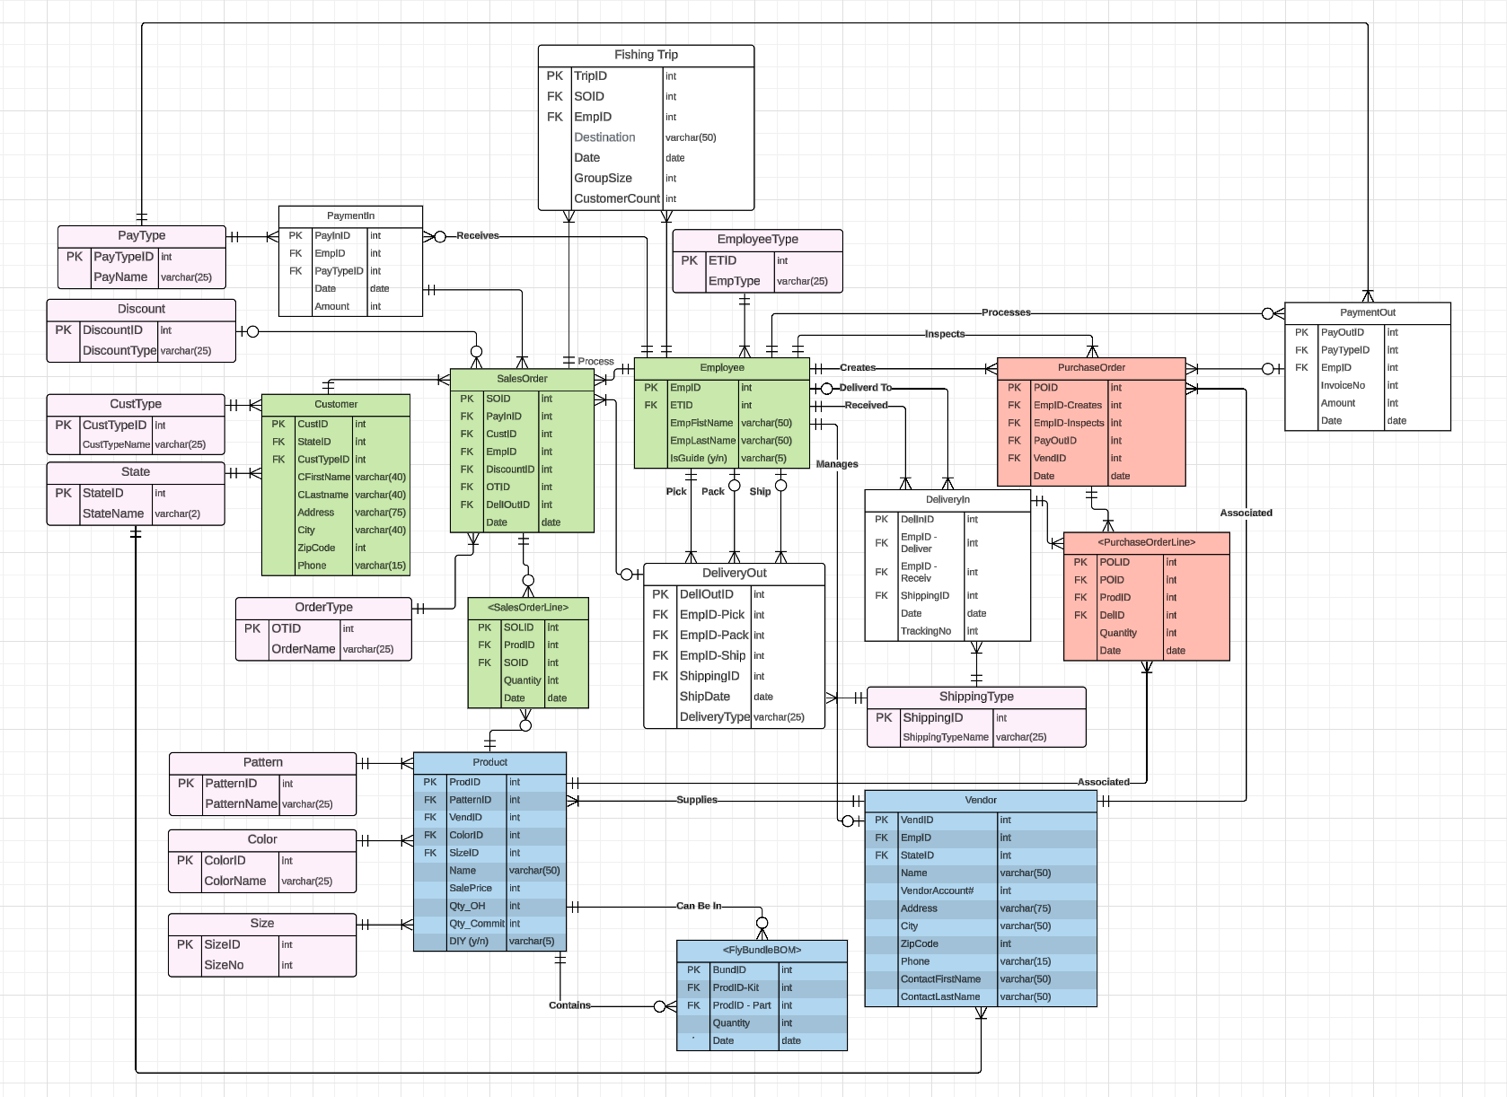 Fishing Trip
PK TripID int
FK SOID int
FK EmpID int
Destination varchar(50)
Date date
GroupSize int
CustomerCount int
PayType
PK PayTypeID int
PayName varchar(25)
PaymentIn
PK PayInID int
FK EmpID int
FK PayTypeID int
Date date
Amount int
Receives
EmployeeType
PK ETID int
EmpType varchar(25)
Discount
PK DiscountID int
DiscountType varchar(25)
Processes
Inspects
PaymentOut
PK PayOutID int
FK PayTypeID int
FK EmpID int
InvoiceNo int
Amount int
Date date
Process
SalesOrder
PK SOID int
FK PayInID int
FK CustID int
FK EmpID int
FK DiscountID int
FK OTID int
FK DelIOutID int
Date date
Employee
PK EmpID int
FK ETID int
EmpFistName varchar(50)
EmpLastName varchar(50)
IsGuide (y/n) varchar(5)
Creates
Deliverd To
Received
Manages
PurchaseOrder
PK POID int
FK EmpID-Creates int
FK EmpID-Inspects int
FK PayOutID int
FK VendID int
Date date
CustType
PK CustTypeID int
CustTypeName varchar(25)
Customer
PK CustID int
FK StateID int
FK CustTypeID int
CFirstName varchar(40)
CLastname varchar(40)
Address varchar(75)
City varchar(40)
ZipCode int
Phone varchar(15)
State
PK StateID int
StateName varchar(2)
Pick Pack Ship
Associated
DeliveryIn
PK DelInID int
FK EmpID -
Deliver int
FK EmpID -
Receiv int
FK ShippingID int
Date date
TrackingNo int
<PurchaseOrderLine>
PK POLID int
FK POID int
FK ProdID int
FK DelID int
Quantity int
Date date
DeliveryOut
PK DelIOutID int
FK EmpID-Pick int
FK EmpID-Pack int
FK EmpID-Ship int
FK ShippingID int
ShipDate date
DeliveryType varchar(25)
OrderType
PK OTID int
OrderName varchar(25)
<SalesOrderLine>
PK SOLID int
FK ProdID int
FK SOID int
Quantity int
Date date
ShippingType
PK ShippingID int
ShippingTypeName varchar(25)
Pattern
PK PatternID int
PatternName varchar(25)
Product
PK ProdID int
FK PatternID int
FK VendID int
FK ColorID int
FK SizeID int
Name varchar(50)
SalePrice int
Qty_OH int
Qty_Commit int
DIY (y/n) varchar(5)
Associated
Supplies
Vendor
PK VendID int
FK EmpID int
FK StateID int
Name varchar(50)
VendorAccount# int
Address varchar(75)
City varchar(50)
ZipCode int
Phone varchar(15)
ContactFirstName varchar(50)
ContactLastName varchar(50)
Color
PK ColorID int
ColorName varchar(25)
Size
PK SizeID int
SizeNo int
Can Be In
Contains
<FlyBundleBOM>
PK BundID int
FK ProdID-Kit int
FK ProdID - Part int
Quantity int
Date date